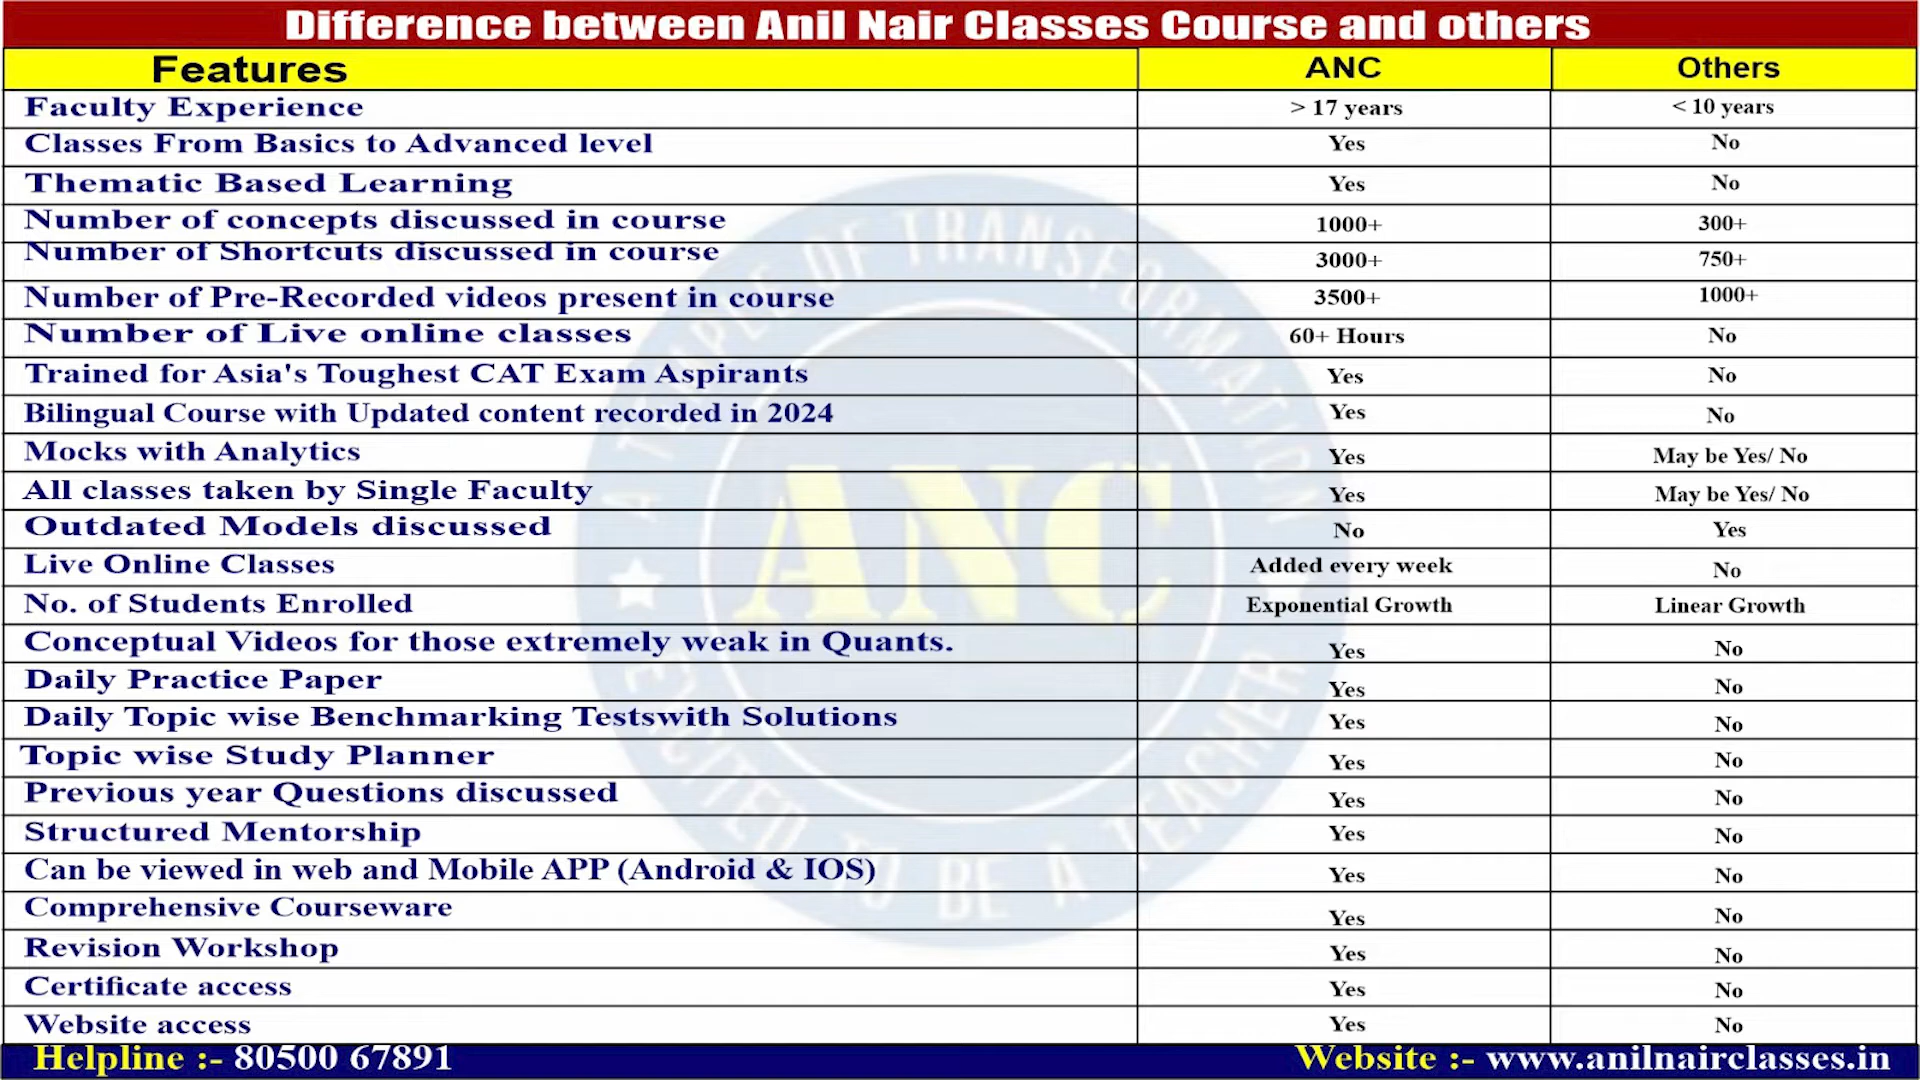 Difference between Anil Nair Classes Course and others
Features ANC Others
Faculty Experience > 17 years < 10 years
Classes From Basics to Advanced level Yes No
Thematic Based Learning Yes No
Number of concepts discussed in course 1000+ 300+
Number of Shortcuts discussed in course 3000+ 750+
Number of Pre-Recorded videos present in course 3500+ 1000+
Number of Live online classes 60+ Hours No
Trained for Asia's Toughest CAT Exam Aspirants Yes No
Bilingual Course with Updated content recorded in 2024 Yes No
Mocks with Analytics Yes May be Yes/ No
All classes taken by Single Faculty Yes May be Yes/ No
Outdated Models discussed No Yes
Live Online Classes Added every week No
No. of Students Enrolled Exponential Growth Linear Growth
Conceptual Videos for those extremely weak in Quants. Yes No
Daily Practice Paper Yes No
Daily Topic wise Benchmarking Testswith Solutions Yes No
Topic wise Study Planner Yes No
Previous year Questions discussed Yes No
Structured Mentorship Yes No
Can be viewed in web and Mobile APP (Android & IOS) Yes No
Comprehensive Courseware Yes No
Revision Workshop Yes No
Certificate access Yes No
Website access Yes No
Helpline :- 80500 67891 Website :- www.anilnairclasses.in
OF TRANSFORMATION
ANC
EXCITED TO BE A TEACHER